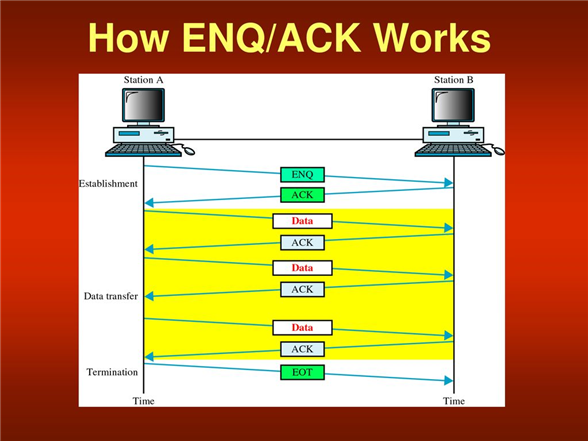 How ENQ/ACK Works
Station A
Station B
ENQ
Establishment
ACK
Data
ACK
Data
ACK
Data transfer
Data
ACK
Termination
EOT
Time
Time